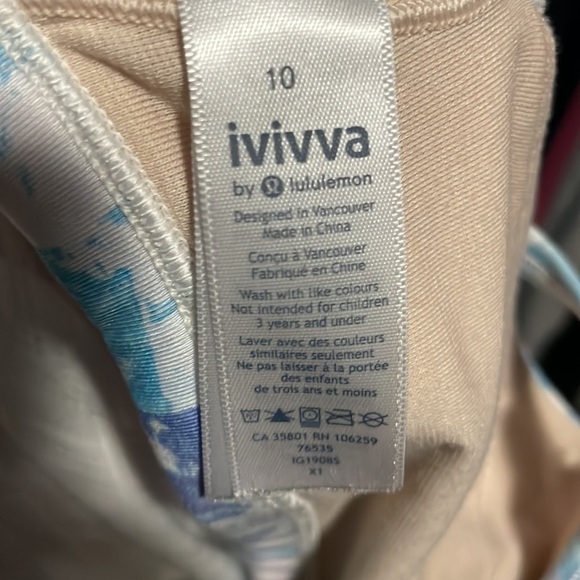 10
ivivva
by lululemon
Designed in Vancouver
Made in China
Conçu à Vancouver
Fabriqué en Chine
Wash with like colours
Not intended for children
3 years and under
Laver avec des couleurs
similaires seulement
Ne pas laisser à la portée
des enfants
de trois ans et moins
CA 35801 RN 106259
76535
IG1908S
X1